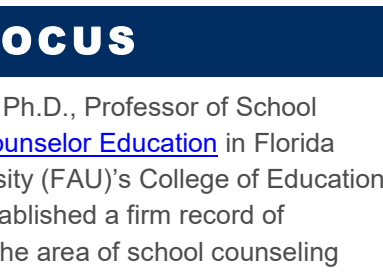 OCUS
Ph.D., Professor of School
ounselor Education in Florida
sity (FAU)’s College of Education
ablished a firm record of
he area of school counseling